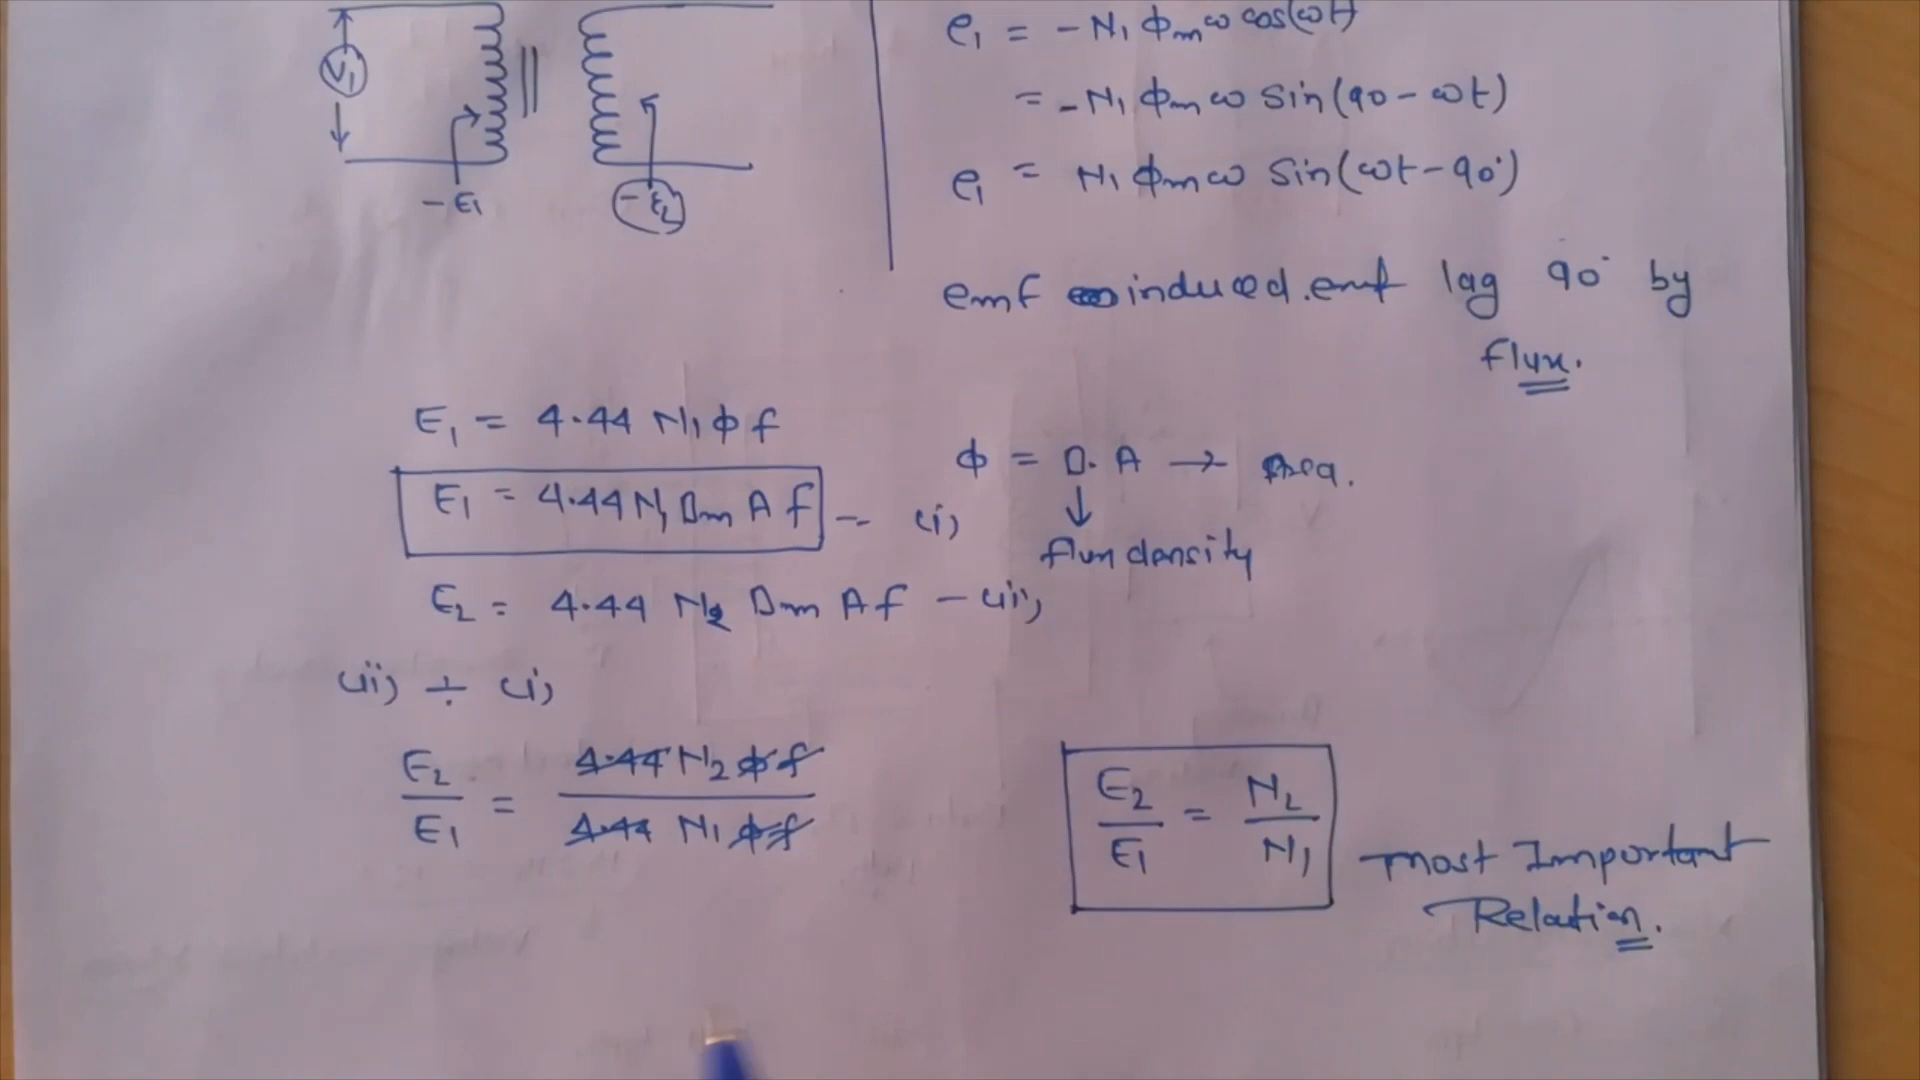 V1
-E1
-E2
e1 = -N1 ϕm ω cos(ωt)
= -N1 ϕm ω Sin(90-ωt)
e1 = N1 ϕm ω Sin(ωt-90°)
emf induced.emf lag 90° by
flux.
E1 = 4.44 N1 ϕ f
E1 = 4.44 N1 Bm A f -- (i)
ϕ = B.A → Area.
↓
flux density
E2 = 4.44 N2 Bm A f - (ii)
(ii) ÷ (i)
E2/E1 = 4.44 N2 ϕ f/4.44 N1 ϕ f
E2/E1 = N2/N1
most Important
Relation.